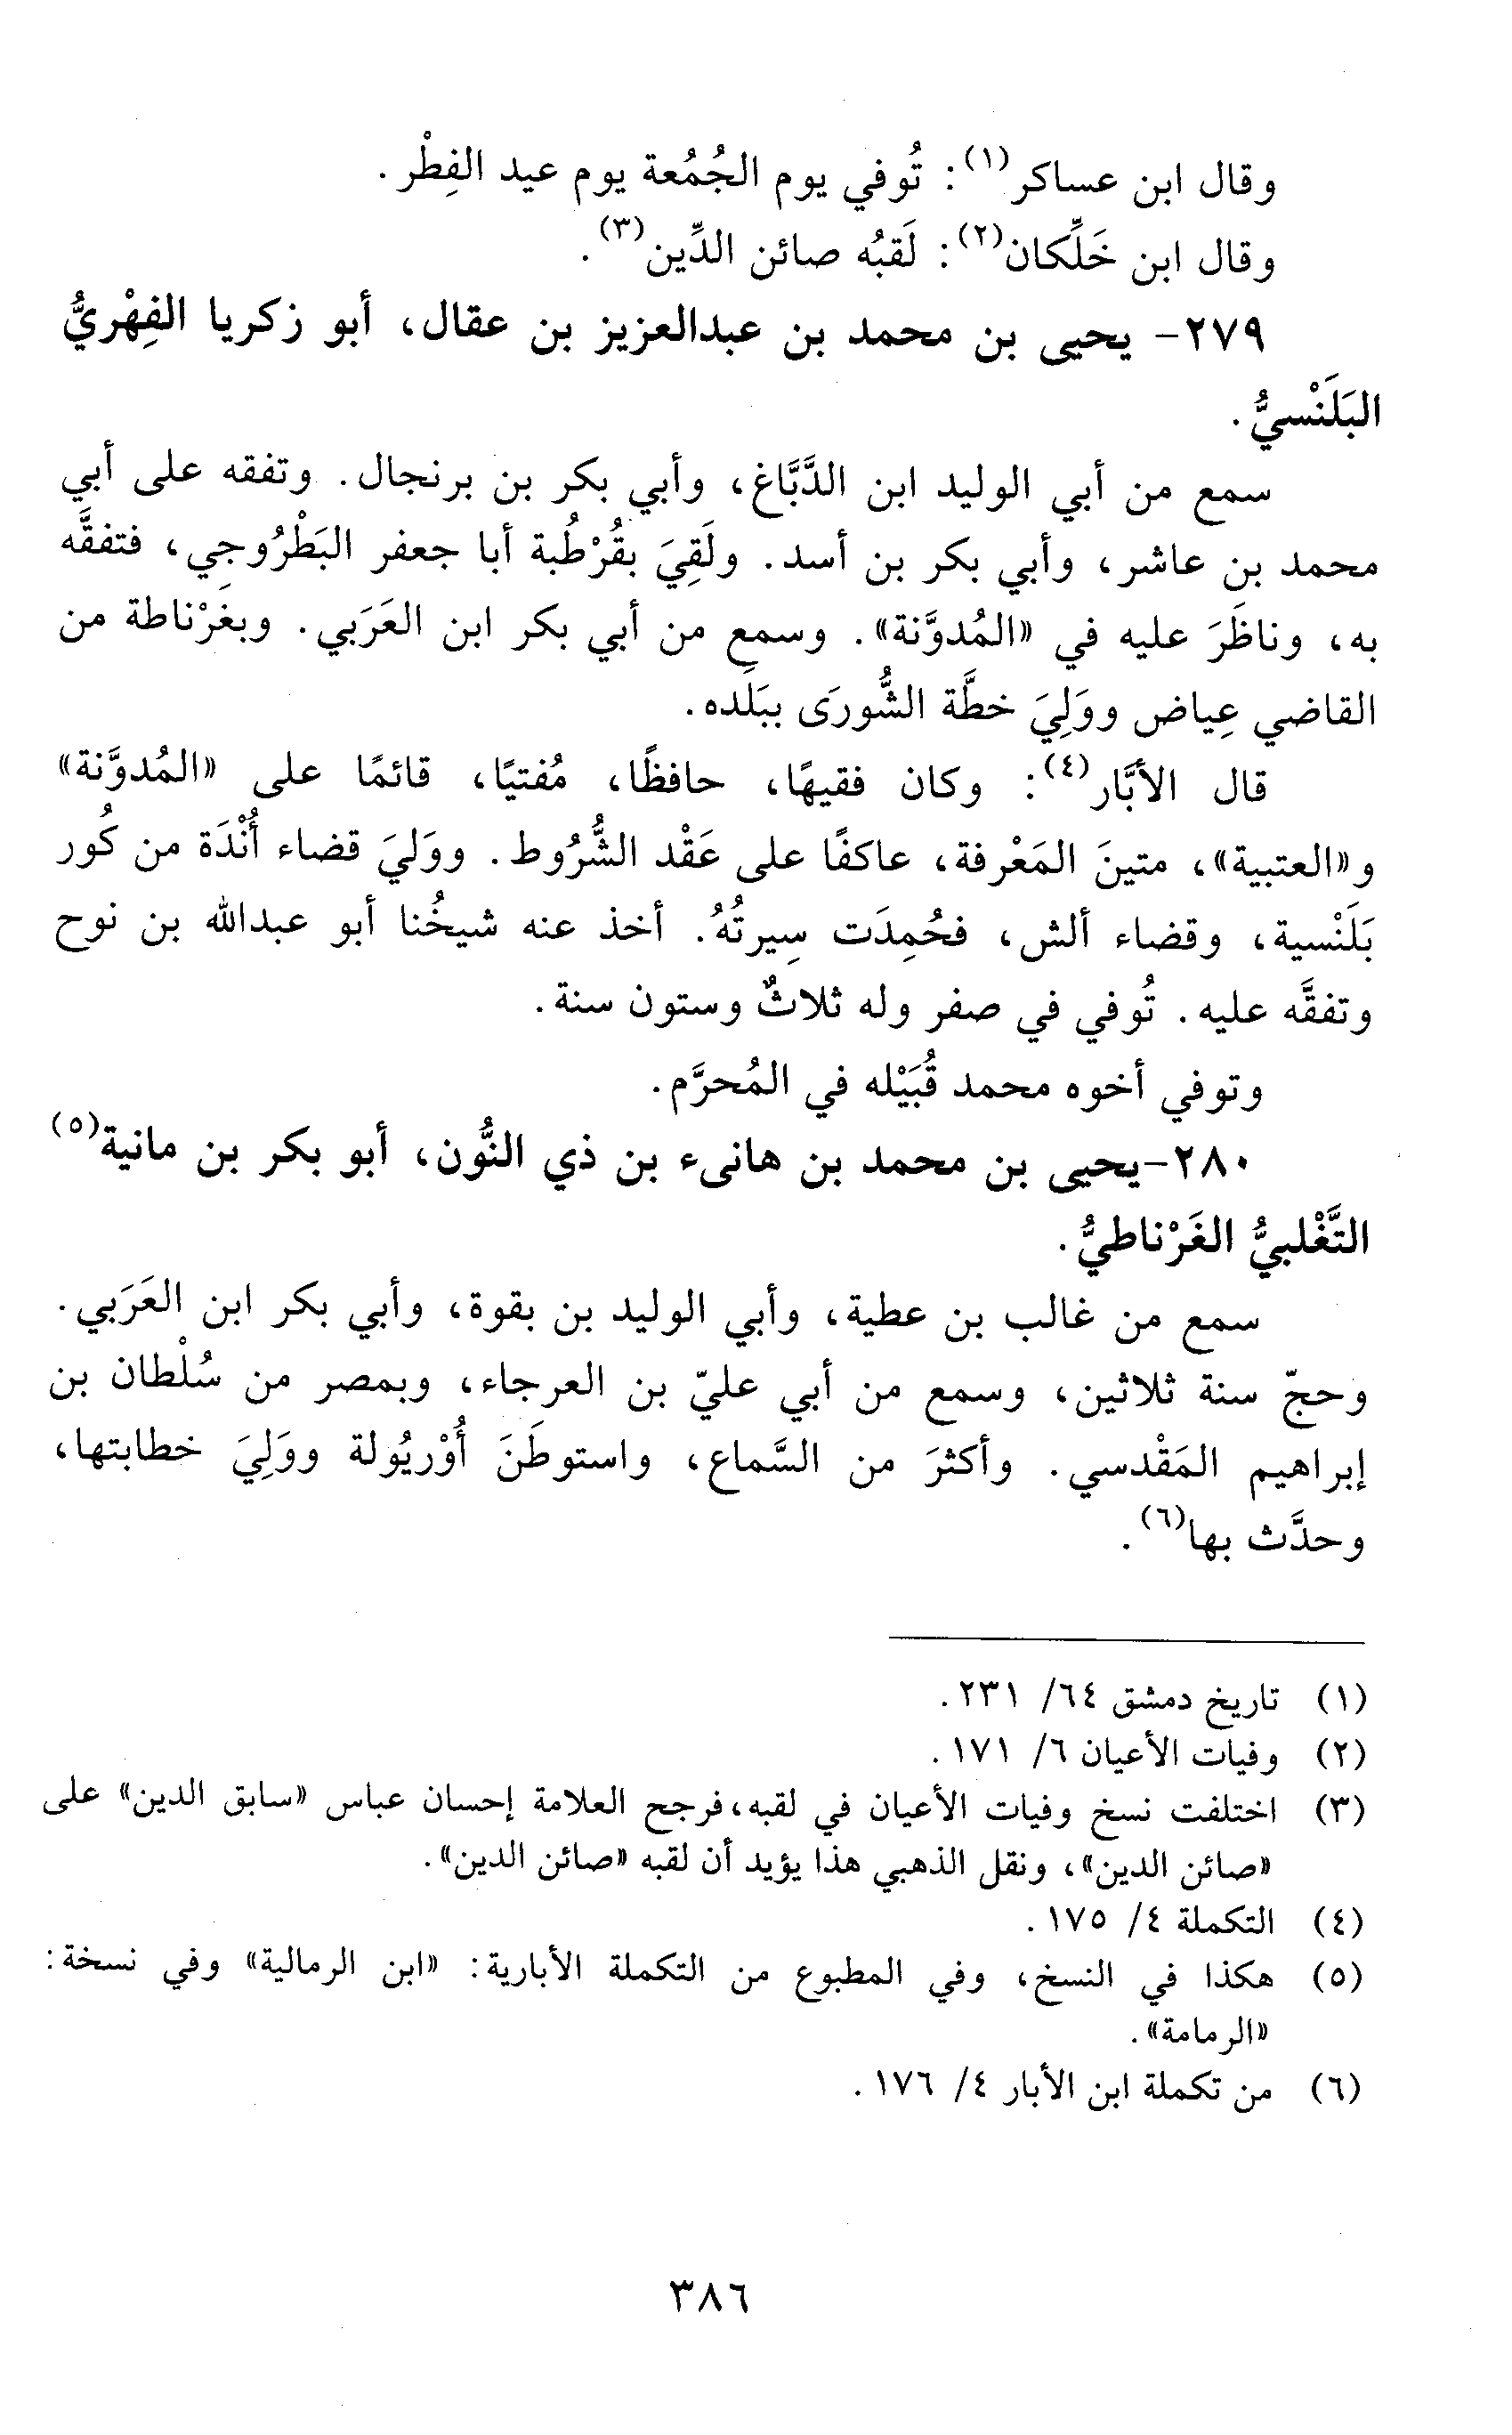 وقال ابن عساكر(١): تُوفي يوم الجُمُعة يوم عيد الفِطْر.
وقال ابن خَلِّكان(٢): لَقبُه صائن الدِّين(٣).
٢٧٩- يحيى بن محمد بن عبدالعزيز بن عقال، أبو زكريا الفِهْريُّ
البَلَنْسيُّ.
سمع من أبي الوليد ابن الدَّبَّاغ، وأبي بكر بن برنجال. وتفقه على أبي
محمد بن عاشر، وأبي بكر بن أسد. ولَقِيَ بقُرْطُبة أبا جعفر البَطْرُوجِي، فتفقَّه
به، وناظَرَ عليه في «المُدوَّنة». وسمع من أبي بكر ابن العَرَبي. وبغَرْناطة من
القاضي عِياض ووَلِيَ خطَّة الشُّورَى ببَلَده.
قال الأبَّار(٤): وكان فقيهًا، حافظًا، مُفتيًا، قائمًا على «المُدوَّنة»
و«العتبية»، متينَ المَعْرفة، عاكفًا على عَقْد الشُّرُوط. ووَليَ قضاء أُنْدَة من كُور
بَلَنْسية، وقضاء ألش، فحُمِدَت سِيرتُهُ. أخذ عنه شيخُنا أبو عبدالله بن نوح
وتفقَّه عليه. تُوفي في صفر وله ثلاثٌ وستون سنة.
وتوفي أخوه محمد قُبَيْله في المُحرَّم.
٢٨٠-يحيى بن محمد بن هانىء بن ذي النُّون، أبو بكر بن مانية(٥)
التَّغْلبيُّ الغَرْناطيُّ.
سمع من غالب بن عطية، وأبي الوليد بن بقوة، وأبي بكر ابن العَرَبي.
وحجّ سنة ثلاثين، وسمع من أبي عليّ بن العرجاء، وبمصر من سُلْطان بن
إبراهيم المَقْدسي. وأكثرَ من السَّماع، واستوطَنَ أُوْريُولة ووَلِيَ خطابتها،
وحدَّث بها(٦).
(١) تاريخ دمشق ٦٤/ ٢٣١.
(٢) وفيات الأعيان ٦/ ١٧١.
(٣) اختلفت نسخ وفيات الأعيان في لقبه،فرجح العلامة إحسان عباس «سابق الدين» على
«صائن الدين»، ونقل الذهبي هذا يؤيد أن لقبه «صائن الدين».
(٤) التكملة ٤/ ١٧٥.
(٥) هكذا في النسخ، وفي المطبوع من التكملة الأبارية: «ابن الرمالية» وفي نسخة:
«الرمامة».
(٦) من تكملة ابن الأبار ٤/ ١٧٦.
٣٨٦